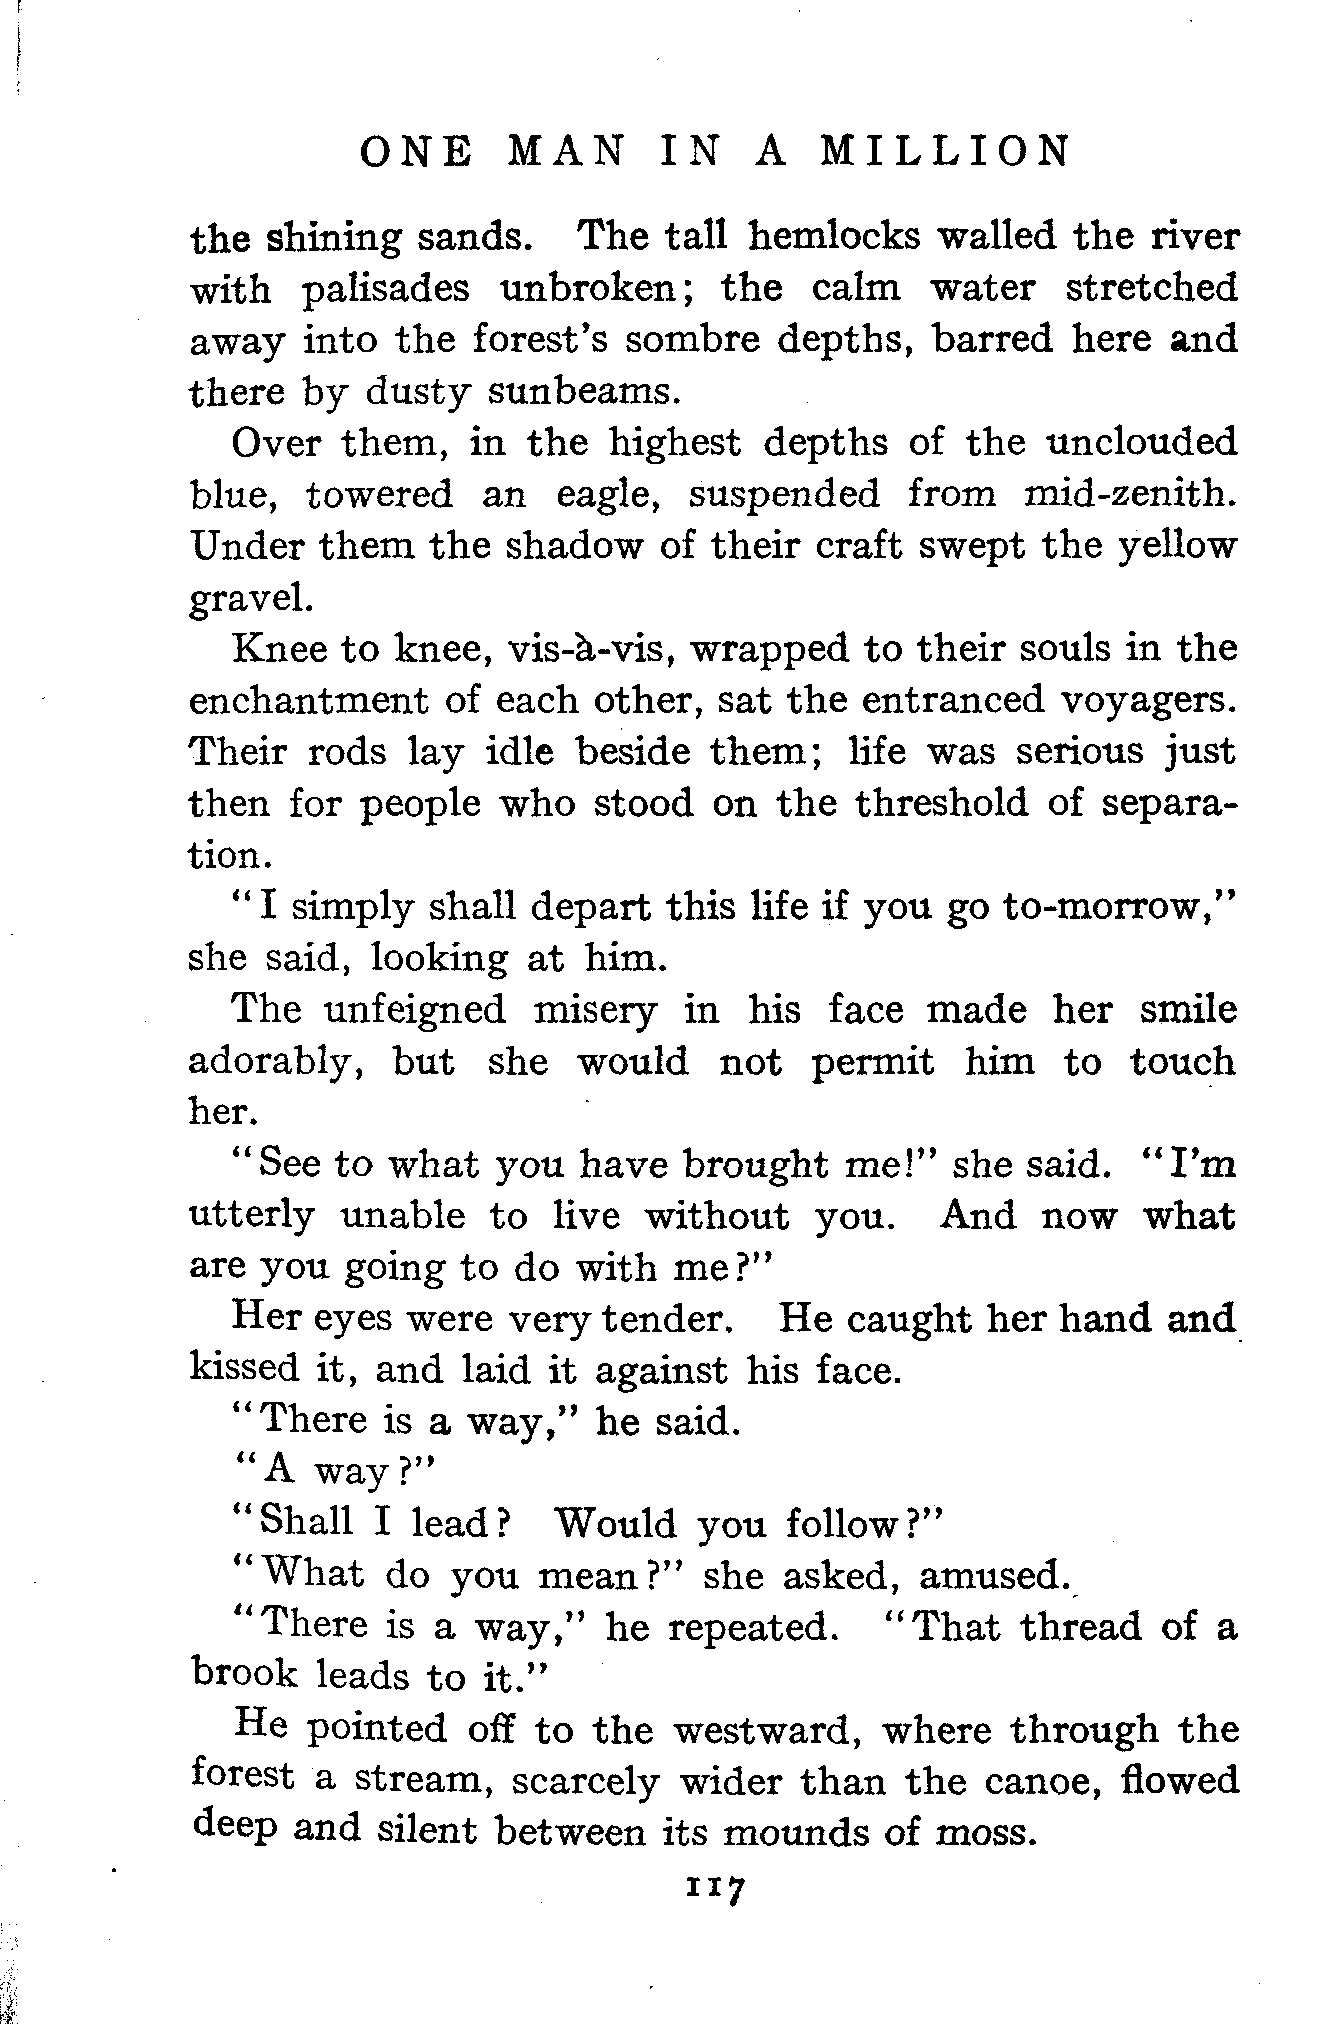 ONE MAN IN A MILLION
the shining sands. The tall hemlocks walled the river
with palisades unbroken; the calm water stretched
away into the forest's sombre depths, barred here and
there by dusty sunbeams.
Over them, in the highest depths of the unclouded
blue, towered an eagle, suspended from mid-zenith.
Under them the shadow of their craft swept the yellow
gravel.
Knee to knee, vis-à-vis, wrapped to their souls in the
enchantment of each other, sat the entranced voyagers.
Their rods lay idle beside them; life was serious just
then for people who stood on the threshold of separa-
tion.
"I simply shall depart this life if you go to-morrow,"
she said, looking at him.
The unfeigned misery in his face made her smile
adorably, but she would not permit him to touch
her.
"See to what you have brought me!" she said. "I'm
utterly unable to live without you. And now what
are you going to do with me?"
Her eyes were very tender. He caught her hand and
kissed it, and laid it against his face.
"There is a way," he said.
"A way?"
"Shall I lead? Would you follow?"
"What do you mean?" she asked, amused.
"There is a way," he repeated. "That thread of a
brook leads to it."
He pointed off to the westward, where through the
forest a stream, scarcely wider than the canoe, flowed
deep and silent between its mounds of moss.
117